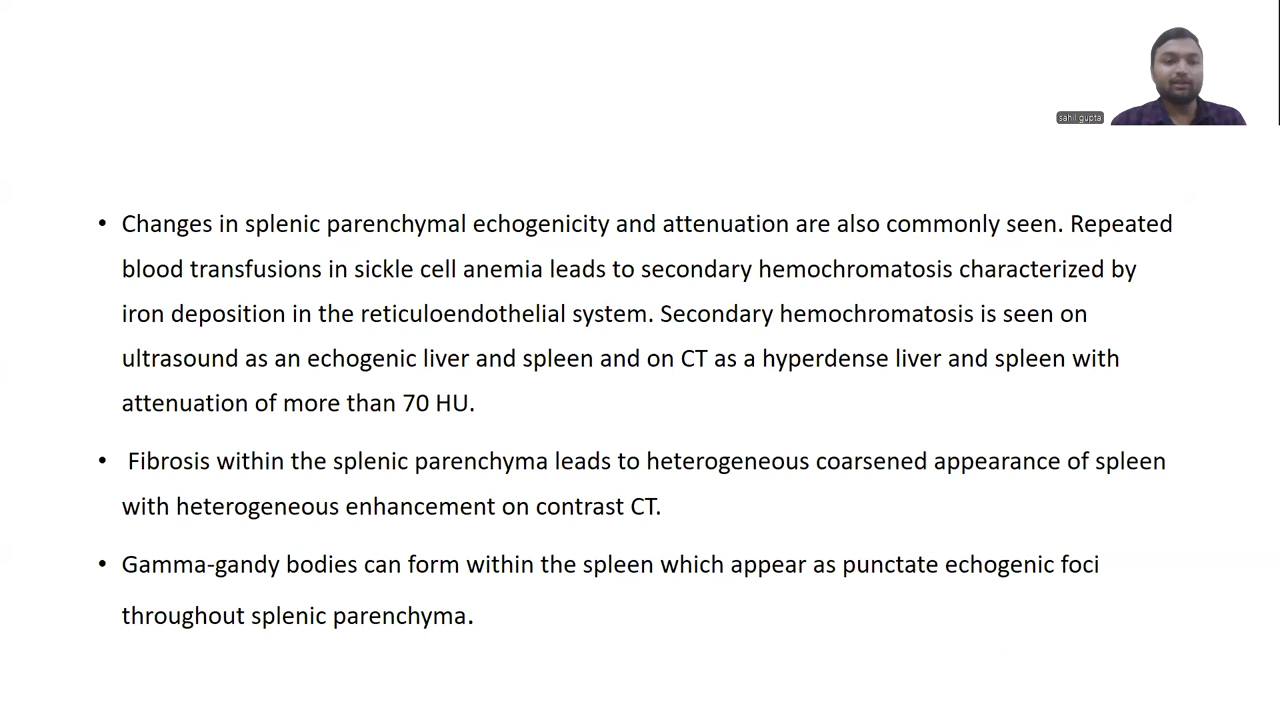 sahil gupta
• Changes in splenic parenchymal echogenicity and attenuation are also commonly seen. Repeated
blood transfusions in sickle cell anemia leads to secondary hemochromatosis characterized by
iron deposition in the reticuloendothelial system. Secondary hemochromatosis is seen on
ultrasound as an echogenic liver and spleen and on CT as a hyperdense liver and spleen with
attenuation of more than 70 HU.
• Fibrosis within the splenic parenchyma leads to heterogeneous coarsened appearance of spleen
with heterogeneous enhancement on contrast CT.
• Gamma-gandy bodies can form within the spleen which appear as punctate echogenic foci
throughout splenic parenchyma.